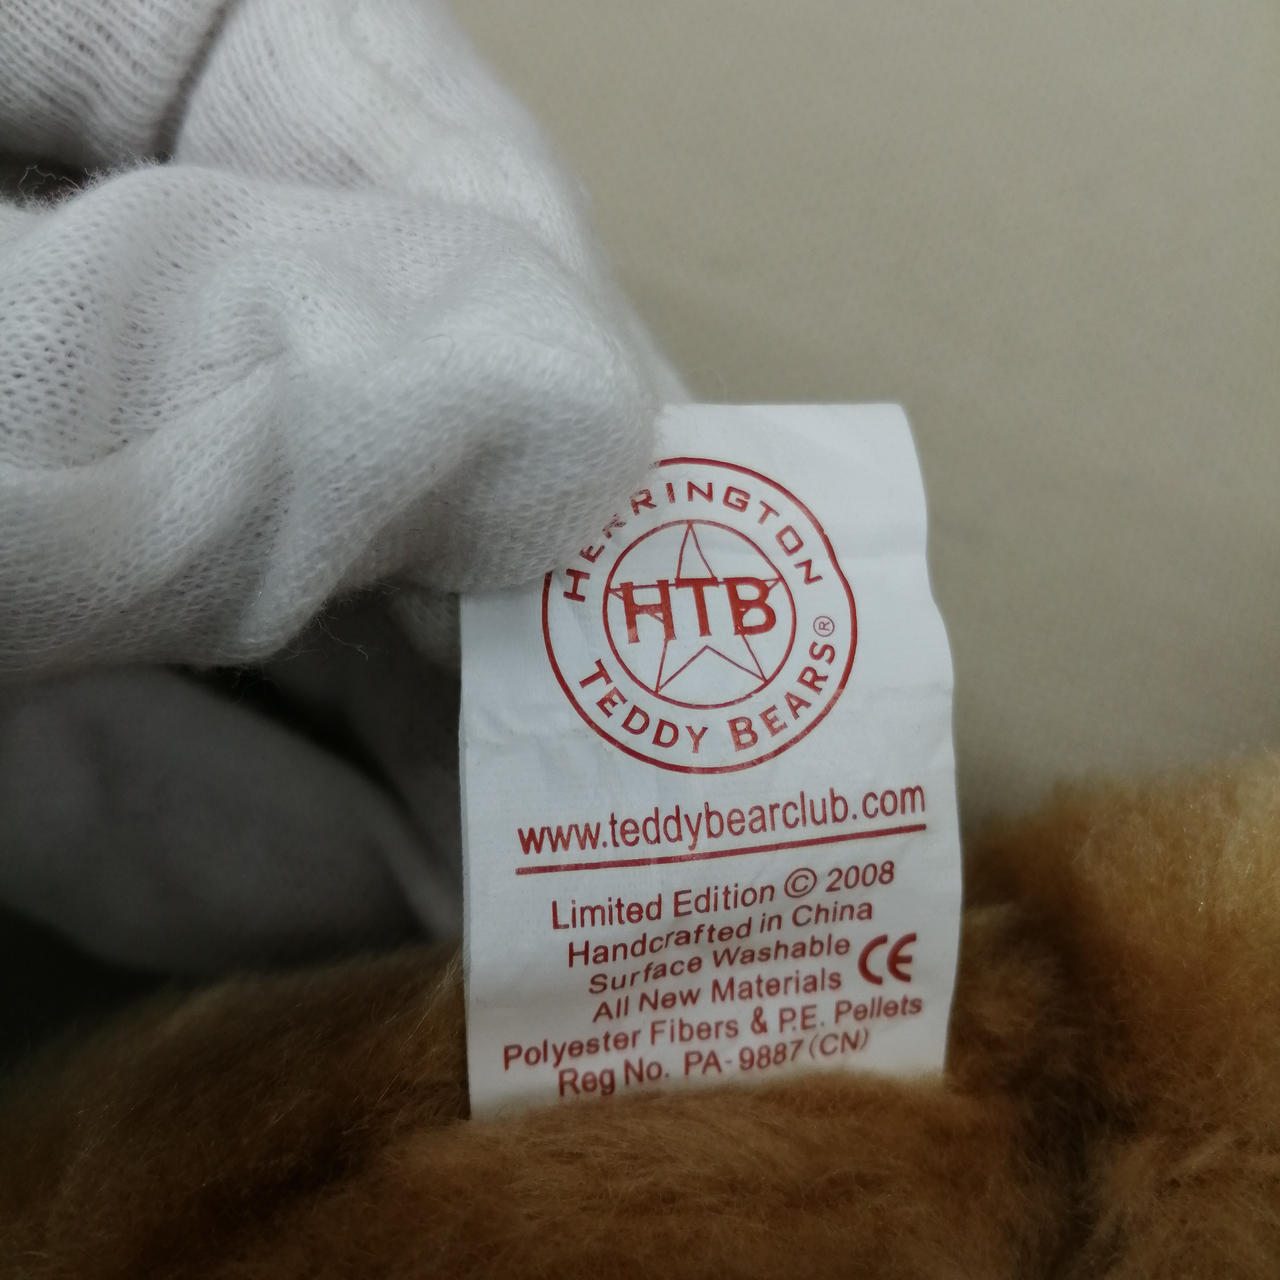 HERRINGTON
HTB
TEDDY BEARS®
www.teddybearclub.com
Limited Edition © 2008
Handcrafted in China
Surface Washable CE
All New Materials
Polyester Fibers & P.E. Pellets
Reg No. PA-9887(CN)